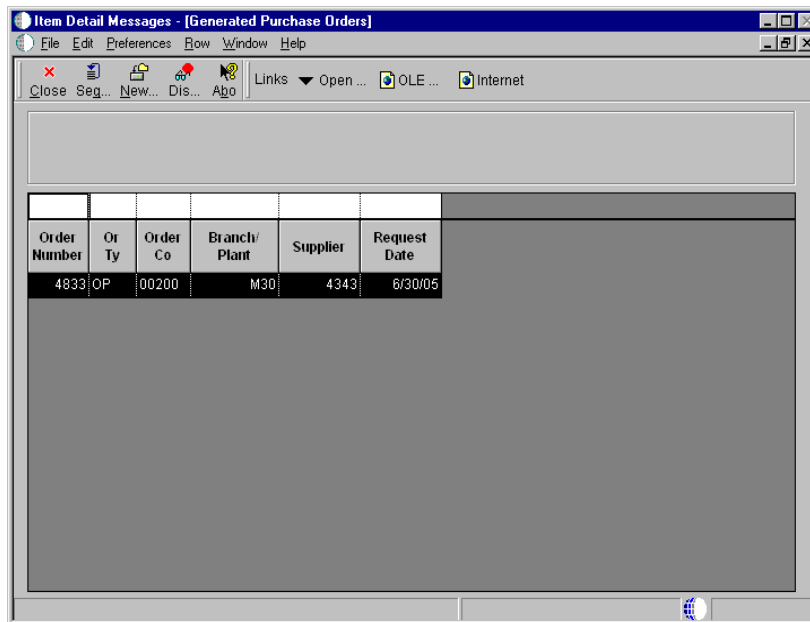 Item Detail Messages - [Generated Purchase Orders]
File Edit Preferences Row Window Help
Close Seq... New... Dis... Abo Links Open ... OLE ... Internet
Order Number Or Ty Order Co Branch/ Plant Supplier Request Date
4833 OP 00200 M30 4343 6/30/05